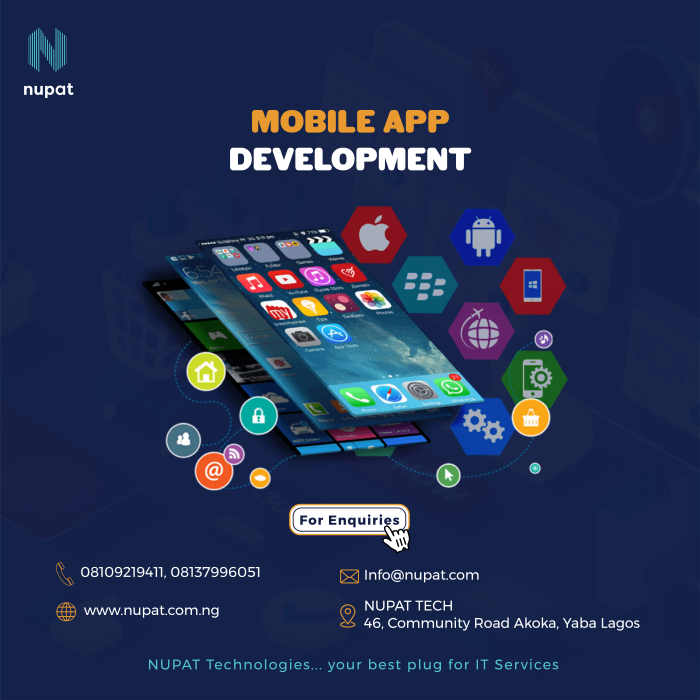 nupat
MOBILE APP
DEVELOPMENT
For Enquiries
08109219411, 08137996051
Info@nupat.com
www.nupat.com.ng
NUPAT TECH
46, Community Road Akoka, Yaba Lagos
NUPAT Technologies... your best plug for IT Services